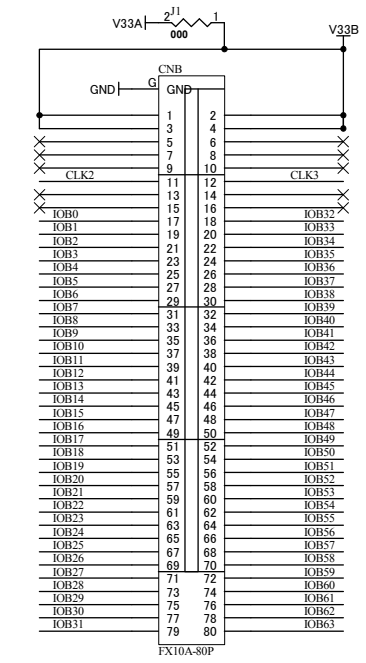 J1
V33A 2 1
000
V33B
CNB
GND G GND
1 2
3 4
5 6
7 8
9 10
CLK2 11 12 CLK3
13 14
15 16
IOB0 17 18 IOB32
IOB1 19 20 IOB33
IOB2 21 22 IOB34
IOB3 23 24 IOB35
IOB4 25 26 IOB36
IOB5 27 28 IOB37
IOB6 29 30 IOB38
IOB7 31 32 IOB39
IOB8 33 34 IOB40
IOB9 35 36 IOB41
IOB10 37 38 IOB42
IOB11 39 40 IOB43
IOB12 41 42 IOB44
IOB13 43 44 IOB45
IOB14 45 46 IOB46
IOB15 47 48 IOB47
IOB16 49 50 IOB48
IOB17 51 52 IOB49
IOB18 53 54 IOB50
IOB19 55 56 IOB51
IOB20 57 58 IOB52
IOB21 59 60 IOB53
IOB22 61 62 IOB54
IOB23 63 64 IOB55
IOB24 65 66 IOB56
IOB25 67 68 IOB57
IOB26 69 70 IOB58
IOB27 71 72 IOB59
IOB28 73 74 IOB60
IOB29 75 76 IOB61
IOB30 77 78 IOB62
IOB31 79 80 IOB63
FX10A-80P